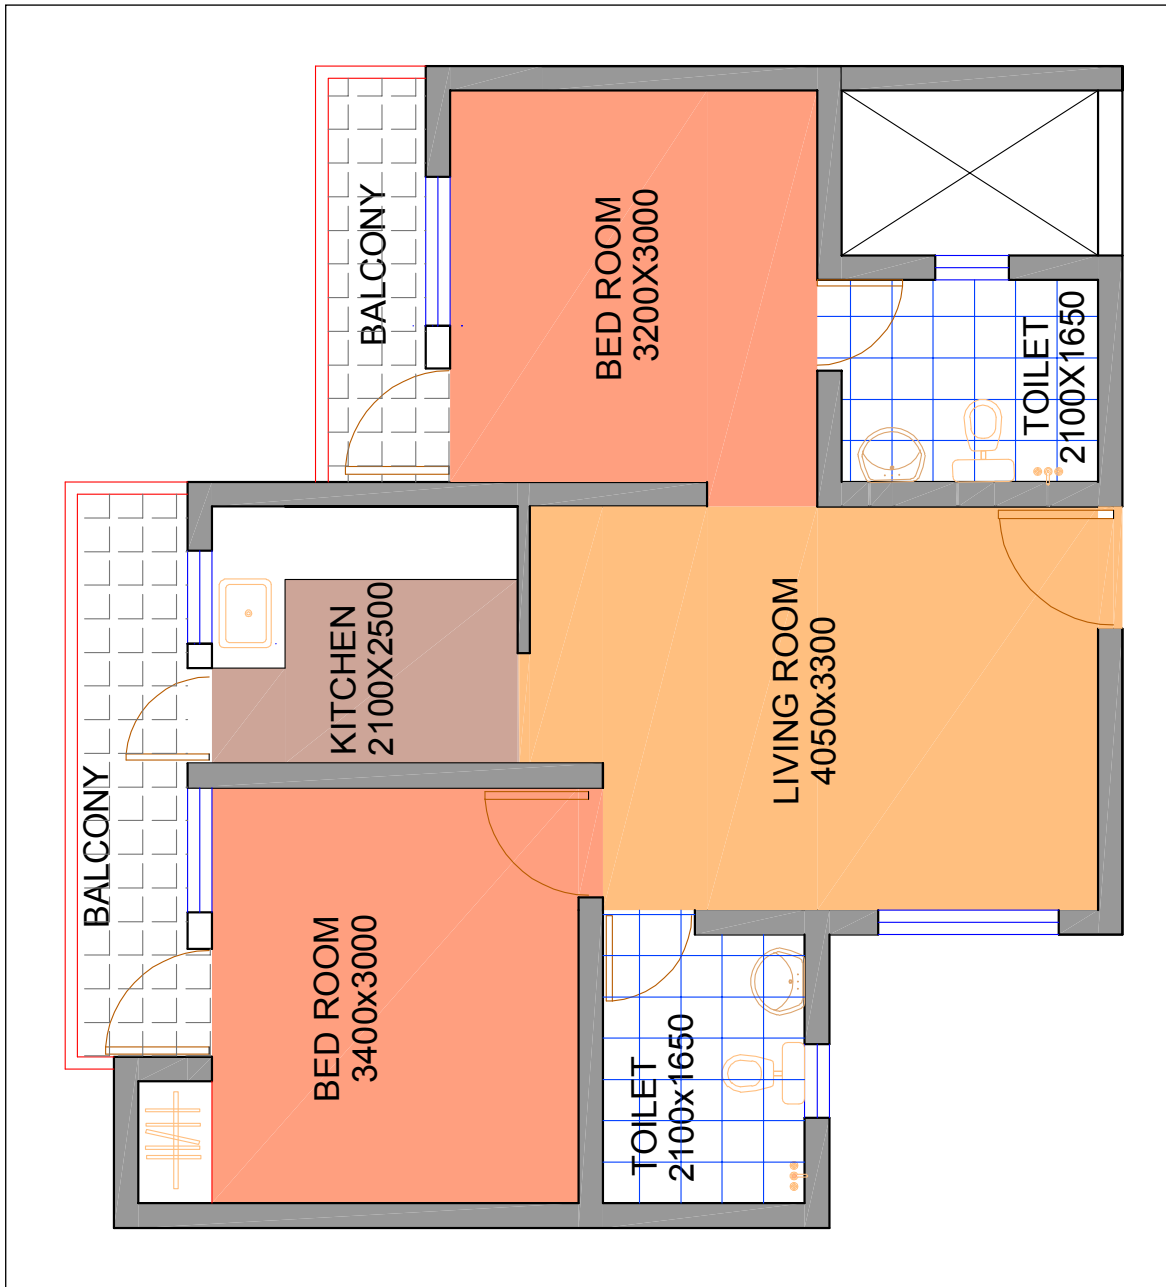 BALCONY
BED ROOM
3200X3000
TOILET
2100X1650
KITCHEN
2100X2500
LIVING ROOM
4050x3300
BALCONY
BED ROOM
3400x3000
TOILET
2100x1650